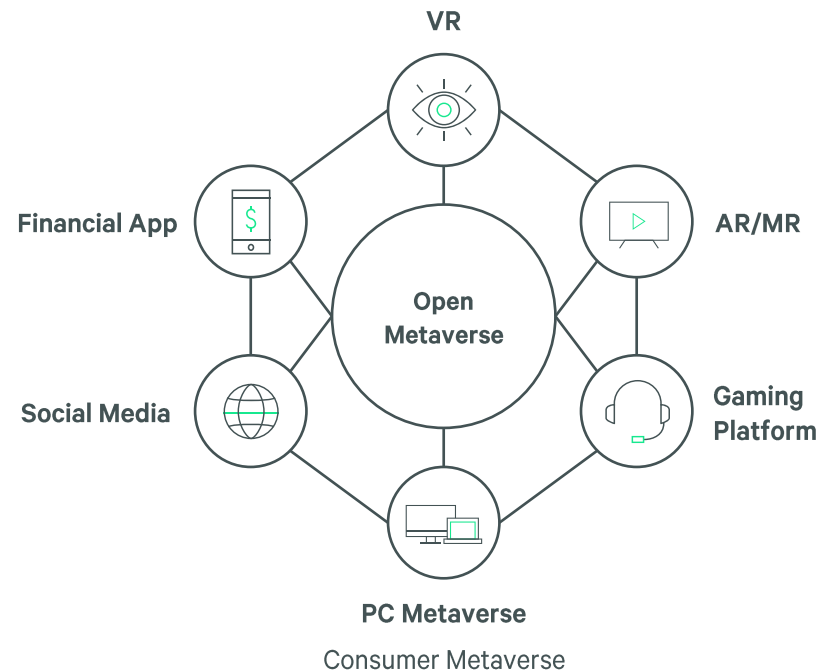 VR
Financial App
AR/MR
Open
Metaverse
Social Media
Gaming
Platform
PC Metaverse
Consumer Metaverse
$